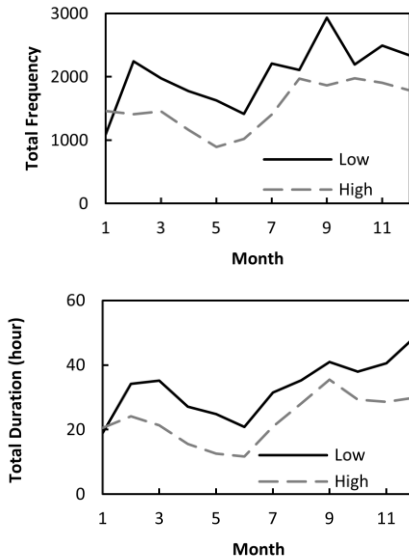 3000
2000
1000
0
Total Frequency
Low
High
1 3 5 7 9 11
Month
60
40
20
0
Total Duration (hour)
Low
High
1 3 5 7 9 11
Month